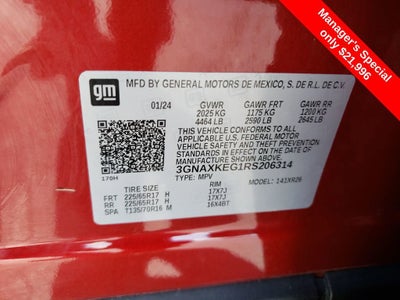 Manager's Special
only $21,996
gm
MFD BY GENERAL MOTORS DE MEXICO, S. DE R.L. DE C.V.
01/24 GVWR GAWR FRT GAWR RR
2025 KG 1175 KG 1200 KG
4464 LB 2590 LB 2645 LB
THIS VEHICLE CONFORMS TO ALL
APPLICABLE U.S. FEDERAL MOTOR
VEHICLE SAFETY AND THEFT PREVENTION
STANDARDS IN EFFECT ON THE DATE OF
MANUFACTURE SHOWN ABOVE.
3GNAXKEG1RS206314
176H TYPE: MPV MODEL: 141XR26
TIRE SIZE RIM
FRT 225/65R17 H 17X7J
RR 225/65R17 H 17X7J
SPA T135/70R16 M 16X4BT